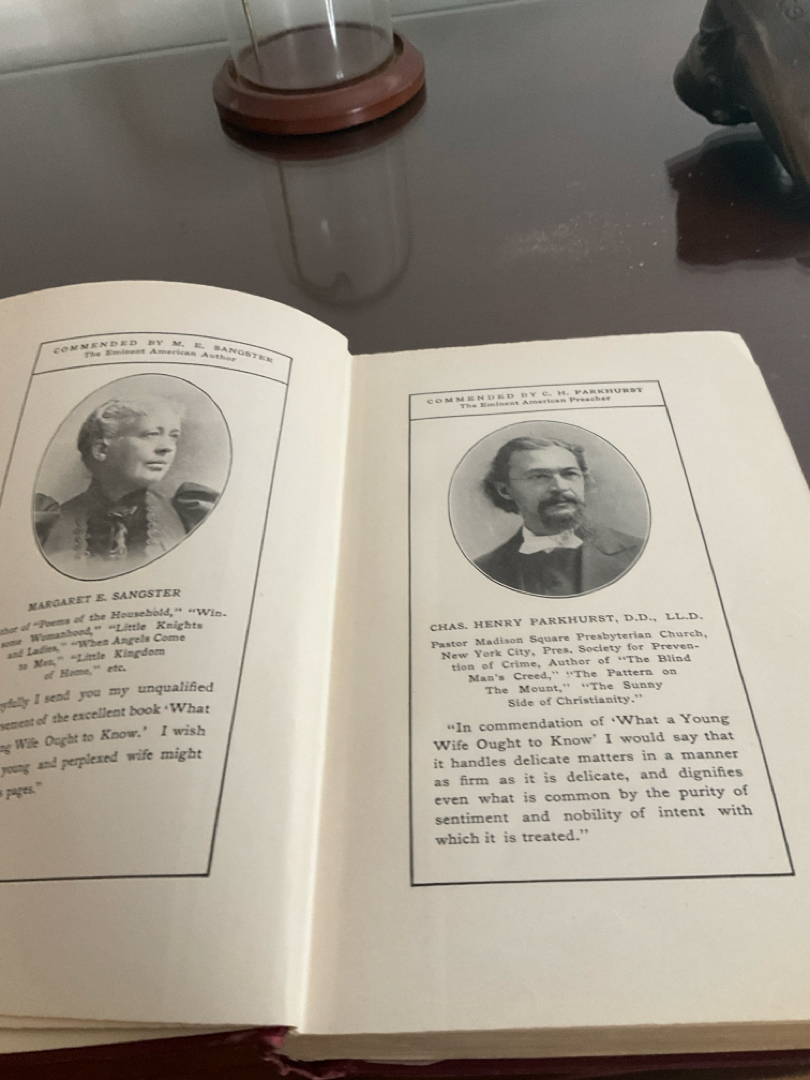 COMMENDED BY M. E. SANGSTER
The Eminent American Author
MARGARET E. SANGSTER
of "Poems of the Household," "Win-
some Womanhood," "Little Knights
and Ladies," "When Angels Come
to Men," "Little Kingdom
of Home," etc.
I send you my unqualified
of the excellent book 'What
Wife Ought to Know.' I wish
young and perplexed wife might
pages."
COMMENDED BY C. H. PARKHURST
The Eminent American Preacher
CHAS. HENRY PARKHURST, D.D., LL.D.
Pastor Madison Square Presbyterian Church,
New York City, Pres. Society for Preven-
tion of Crime, Author of "The Blind
Man's Creed," "The Pattern on
The Mount," "The Sunny
Side of Christianity."
"In commendation of 'What a Young
Wife Ought to Know' I would say that
it handles delicate matters in a manner
as firm as it is delicate, and dignifies
even what is common by the purity of
sentiment and nobility of intent with
which it is treated."